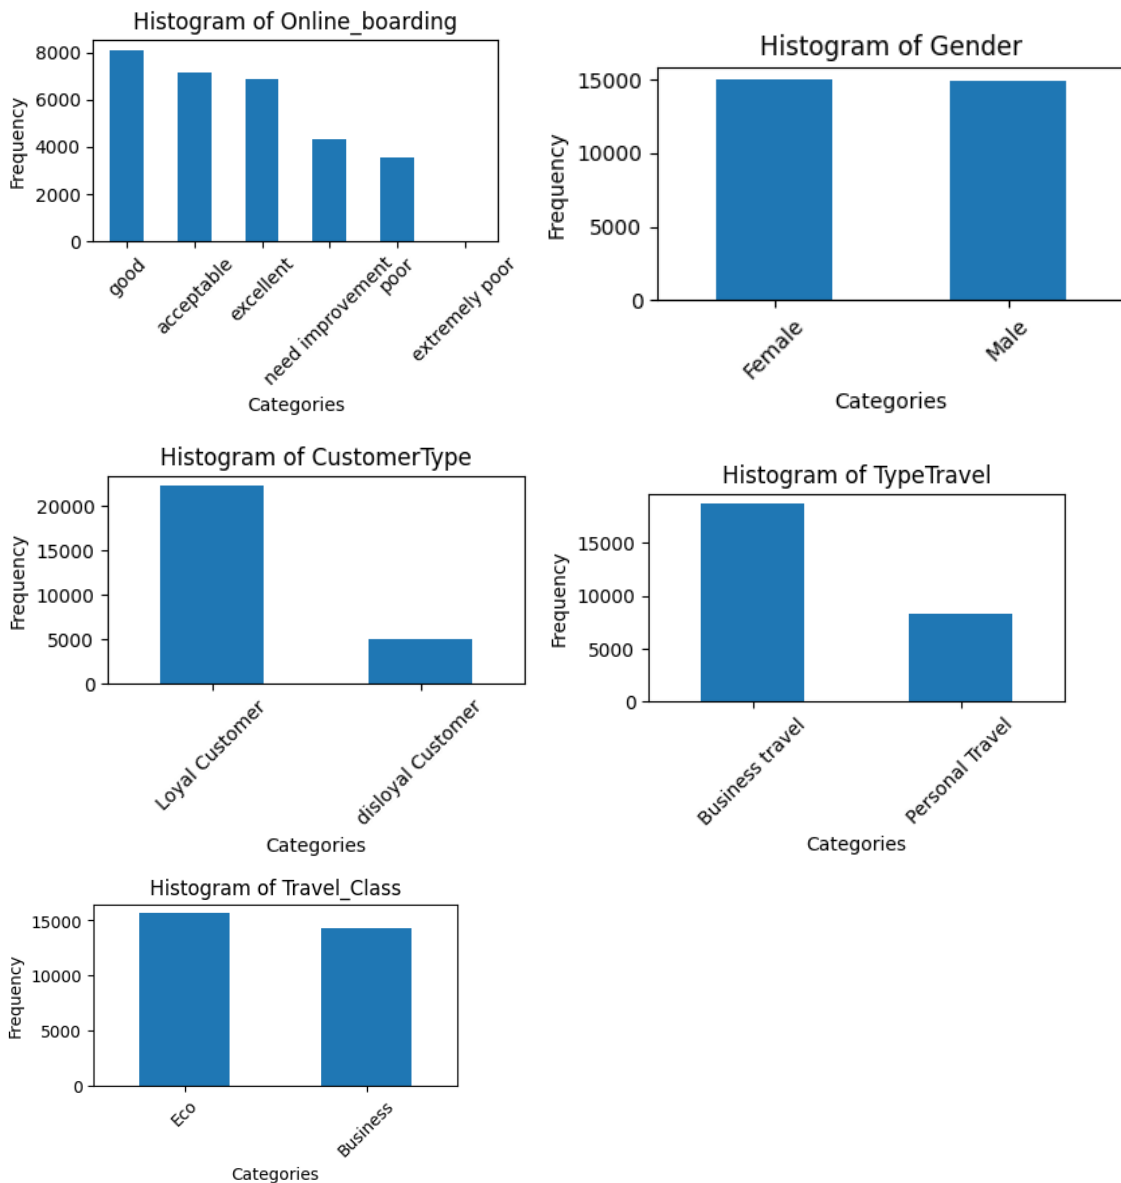 Histogram of Online_boarding
Frequency
8000
6000
4000
2000
0
good
acceptable
excellent
need improvement
poor
extremely poor
Categories
Histogram of Gender
Frequency
15000
10000
5000
0
Female
Male
Categories
Histogram of CustomerType
Frequency
20000
15000
10000
5000
0
Loyal Customer
disloyal Customer
Categories
Histogram of TypeTravel
Frequency
15000
10000
5000
0
Business travel
Personal Travel
Categories
Histogram of Travel_Class
Frequency
15000
10000
5000
0
Eco
Business
Categories